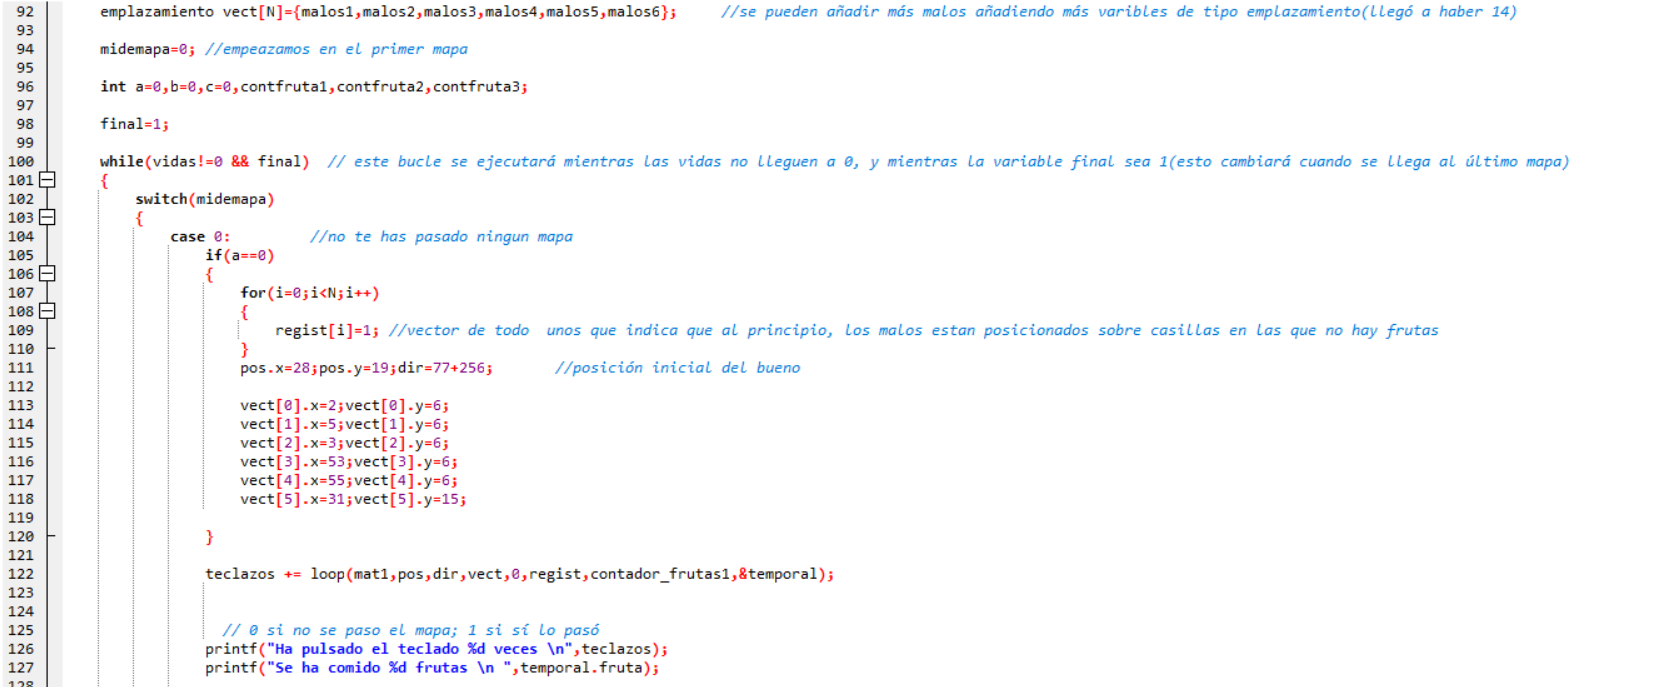 92 emplazamiento vect[N]={malos1,malos2,malos3,malos4,malos5,malos6}; //se pueden añadir más malos añadiendo más varibles de tipo emplazamiento(llegó a haber 14)
93
94 midemapa=0; //empeazamos en el primer mapa
95
96 int a=0,b=0,c=0,contfruta1,contfruta2,contfruta3;
97
98 final=1;
99
100 while(vidas!=0 && final) // este bucle se ejecutará mientras las vidas no lleguen a 0, y mientras la variable final sea 1(esto cambiará cuando se llega al último mapa)
101 {
102 switch(midemapa)
103 {
104 case 0: //no te has pasado ningun mapa
105 if(a==0)
106 {
107 for(i=0;i<N;i++)
108 {
109 regist[i]=1; //vector de todo  unos que indica que al principio, los malos estan posicionados sobre casillas en las que no hay frutas
110 }
111 pos.x=28;pos.y=19;dir=77+256; //posición inicial del bueno
112
113 vect[0].x=2;vect[0].y=6;
114 vect[1].x=5;vect[1].y=6;
115 vect[2].x=3;vect[2].y=6;
116 vect[3].x=53;vect[3].y=6;
117 vect[4].x=55;vect[4].y=6;
118 vect[5].x=31;vect[5].y=15;
119
120 }
121
122 teclazos += loop(mat1,pos,dir,vect,0,regist,contador_frutas1,&temporal);
123
124
125 // 0 si no se paso el mapa; 1 si sí lo pasó
126 printf("Ha pulsado el teclado %d veces \n",teclazos);
127 printf("Se ha comido %d frutas \n ",temporal.fruta);
128